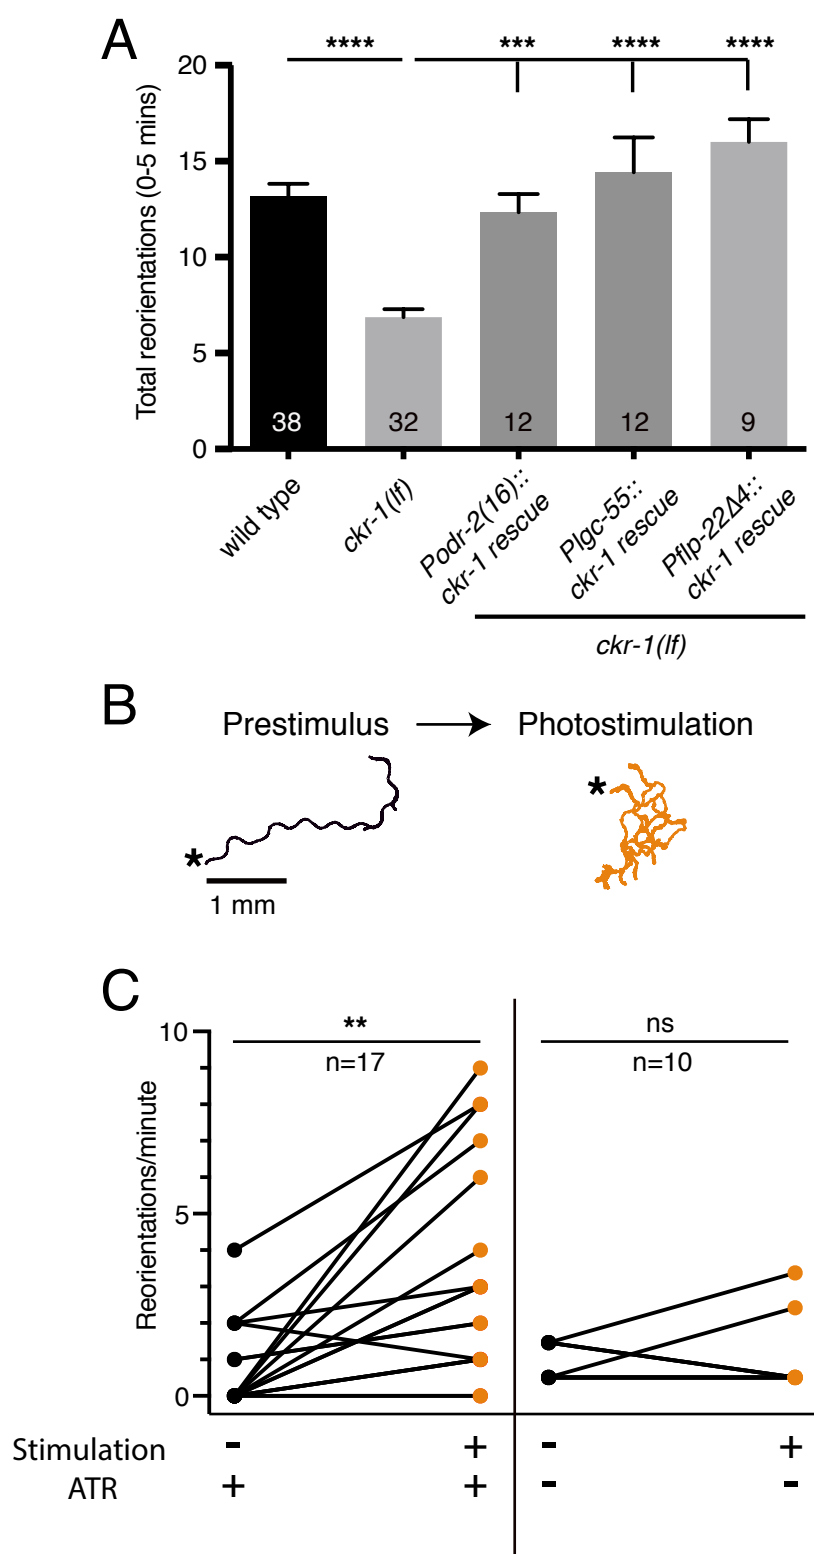 A
**** *** **** ****
Total reorientations (0-5 mins)
20
15
10
5
0
38 32 12 12 9
wild type
ckr-1(lf)
Podr-2(16)::
ckr-1 rescue
Plgc-55::
ckr-1 rescue
Pflp-22Δ4::
ckr-1 rescue
ckr-1(lf)
B
Prestimulus → Photostimulation
*
*
1 mm
C
Reorientations/minute
10
5
0
** ns
n=17 n=10
Stimulation - + - +
ATR + + - -